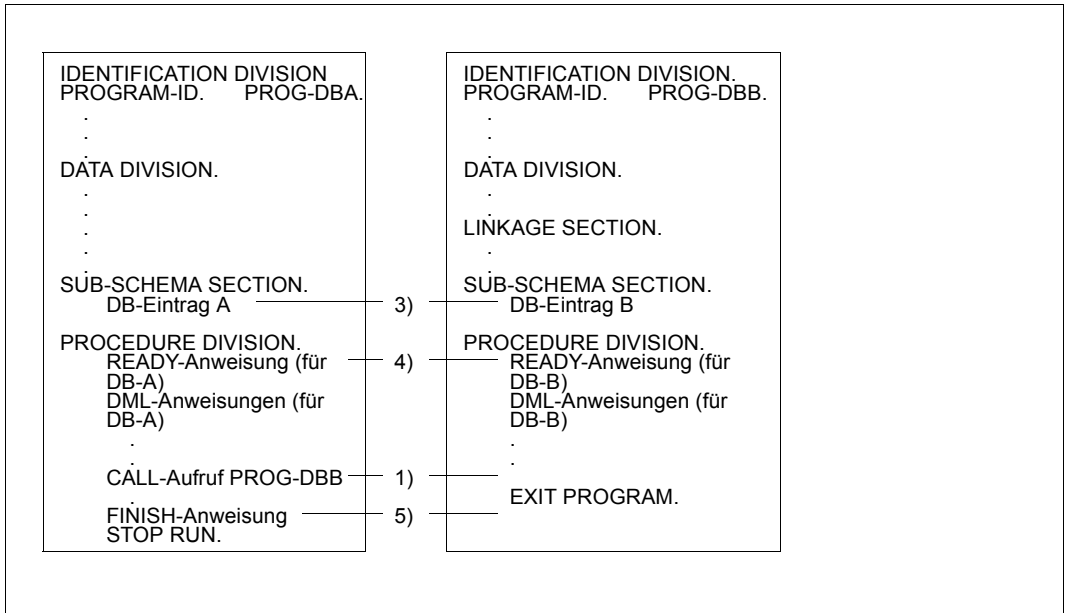 IDENTIFICATION DIVISION
PROGRAM-ID. PROG-DBA.
.
.
.
DATA DIVISION.
.
.
.
.
.
SUB-SCHEMA SECTION.
DB-Eintrag A
PROCEDURE DIVISION.
READY-Anweisung (für
DB-A)
DML-Anweisungen (für
DB-A)
.
.
CALL-Aufruf PROG-DBB
.
FINISH-Anweisung
STOP RUN.
3)
4)
1)
5)
IDENTIFICATION DIVISION.
PROGRAM-ID. PROG-DBB.
.
.
.
DATA DIVISION.
.
.
LINKAGE SECTION.
.
.
SUB-SCHEMA SECTION.
DB-Eintrag B
PROCEDURE DIVISION.
READY-Anweisung (für
DB-B)
DML-Anweisungen (für
DB-B)
.
.
EXIT PROGRAM.